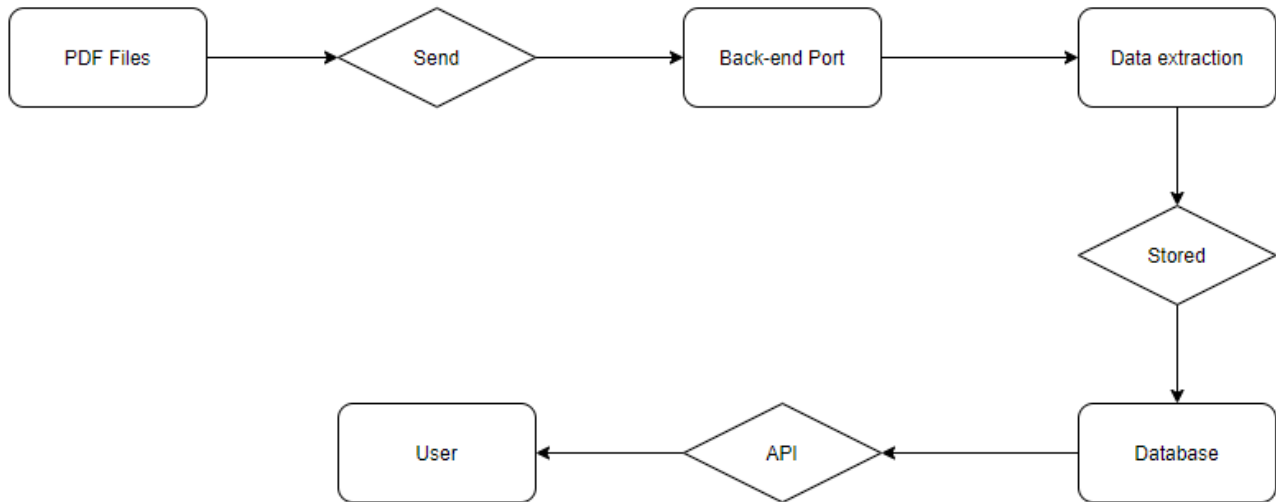 PDF Files
Send
Back-end Port
Data extraction
Stored
User
API
Database